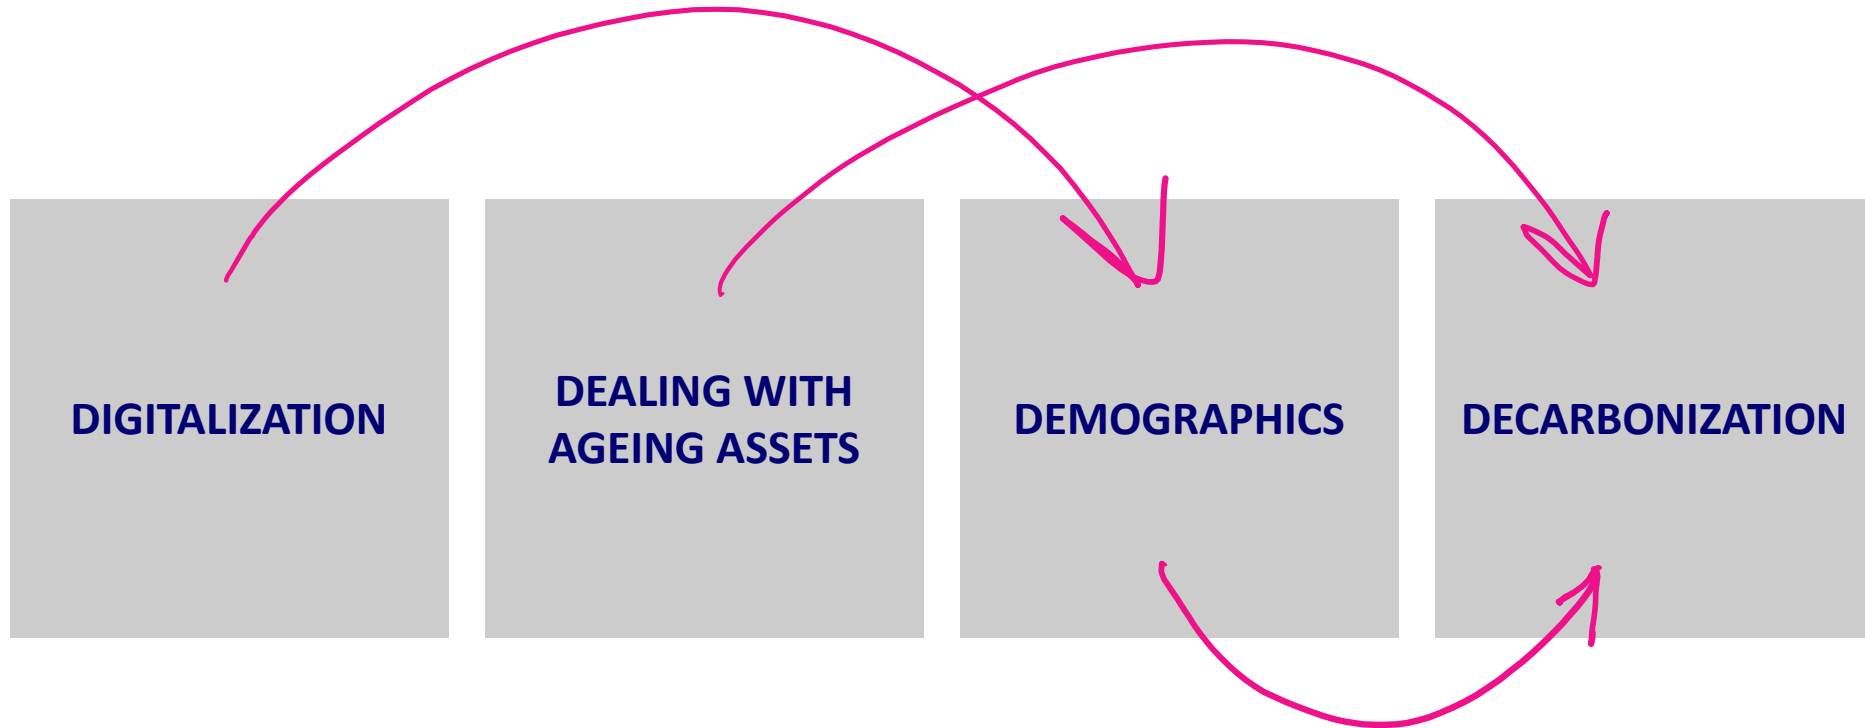 DIGITALIZATION
DEALING WITH
AGEING ASSETS
DEMOGRAPHICS
DECARBONIZATION